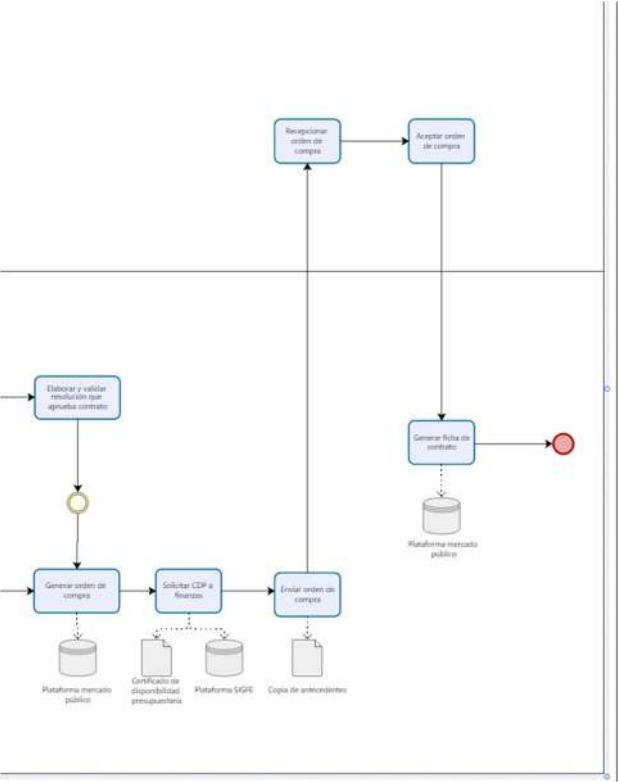 Recepcionar
orden de
compra
Aceptar orden
de compra
Elaborar y validar
resolución que
aprueba contrato
Generar ficha de
contrato
Plataforma mercado
público
Generar orden de
compra
Solicitar CDP a
finanzas
Enviar orden de
compra
Plataforma mercado
público
Certificado de
disponibilidad
presupuestaria
Plataforma SIGFE
Copia de antecedentes